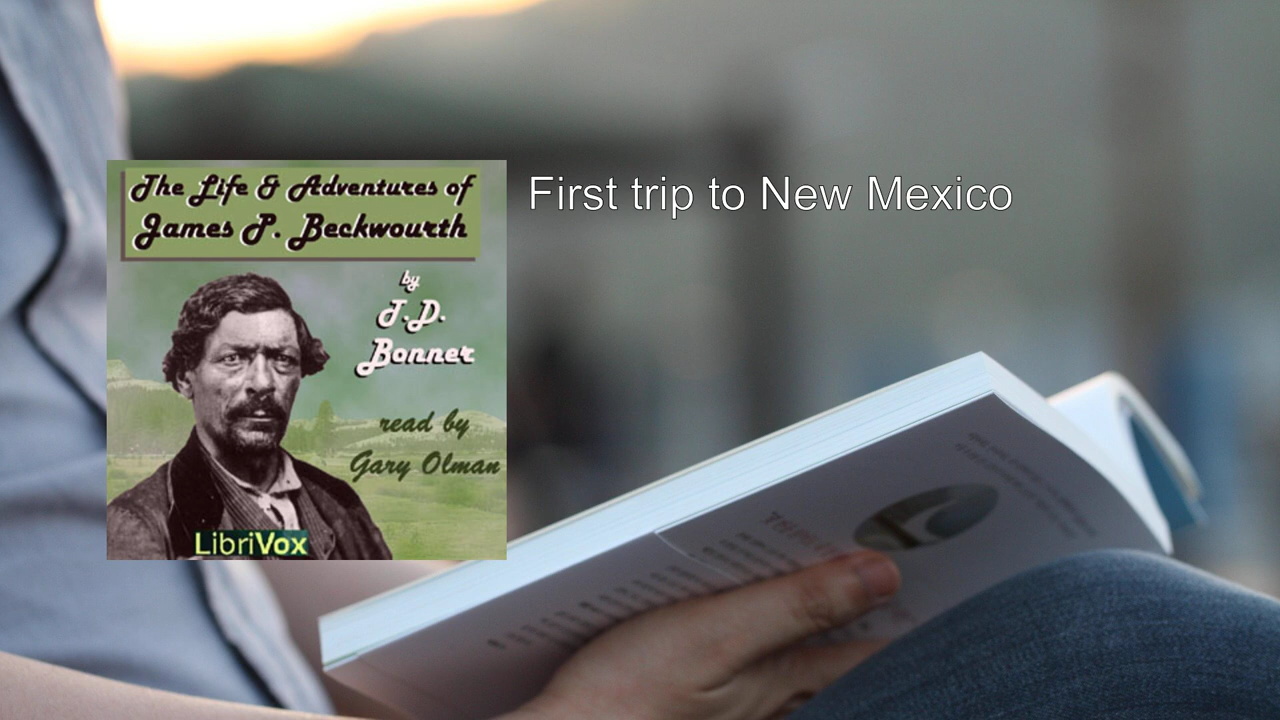 The Life & Adventures of
James P. Beckwourth
by
T.D.
Bonner
read by
Gary Olman
LibriVox
First trip to New Mexico